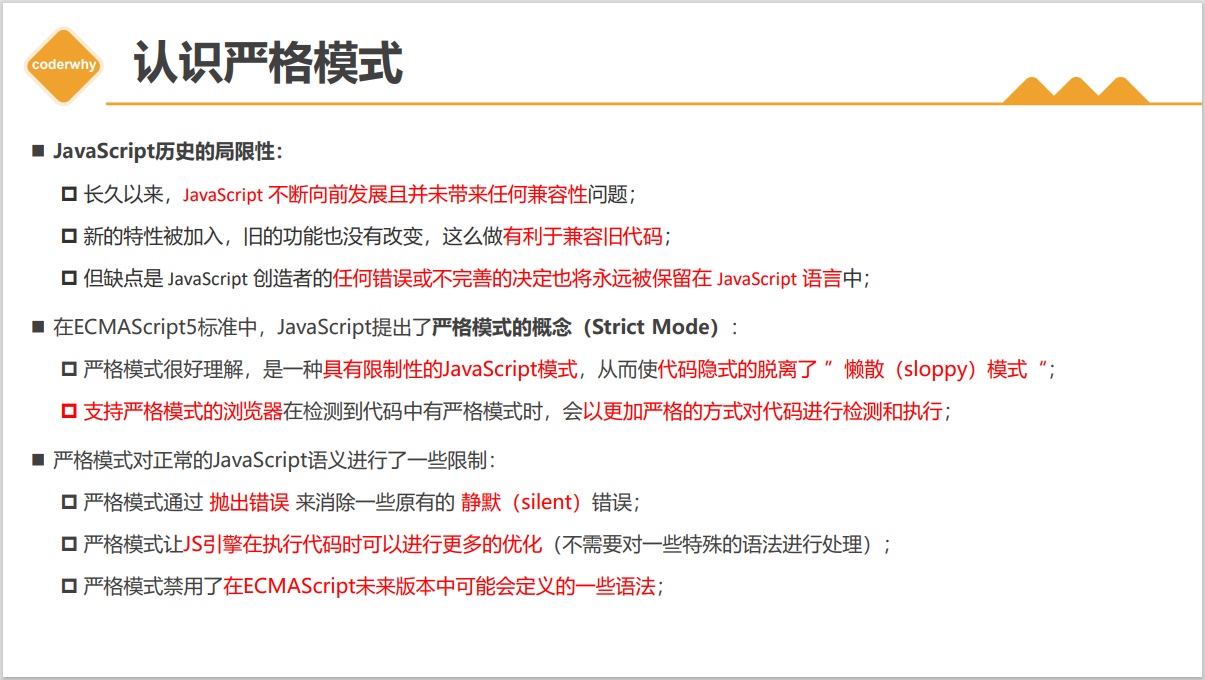 coderwhy
认识严格模式
JavaScript历史的局限性：
长久以来，JavaScript 不断向前发展且并未带来任何兼容性问题；
新的特性被加入，旧的功能也没有改变，这么做有利于兼容旧代码；
但缺点是 JavaScript 创造者的任何错误或不完善的决定也将永远被保留在 JavaScript 语言中；
在ECMAScript5标准中，JavaScript提出了严格模式的概念（Strict Mode）：
严格模式很好理解，是一种具有限制性的JavaScript模式，从而使代码隐式的脱离了 ”懒散（sloppy）模式“；
支持严格模式的浏览器在检测到代码中有严格模式时，会以更加严格的方式对代码进行检测和执行；
严格模式对正常的JavaScript语义进行了一些限制：
严格模式通过 抛出错误 来消除一些原有的 静默（silent）错误；
严格模式让JS引擎在执行代码时可以进行更多的优化（不需要对一些特殊的语法进行处理）；
严格模式禁用了在ECMAScript未来版本中可能会定义的一些语法；